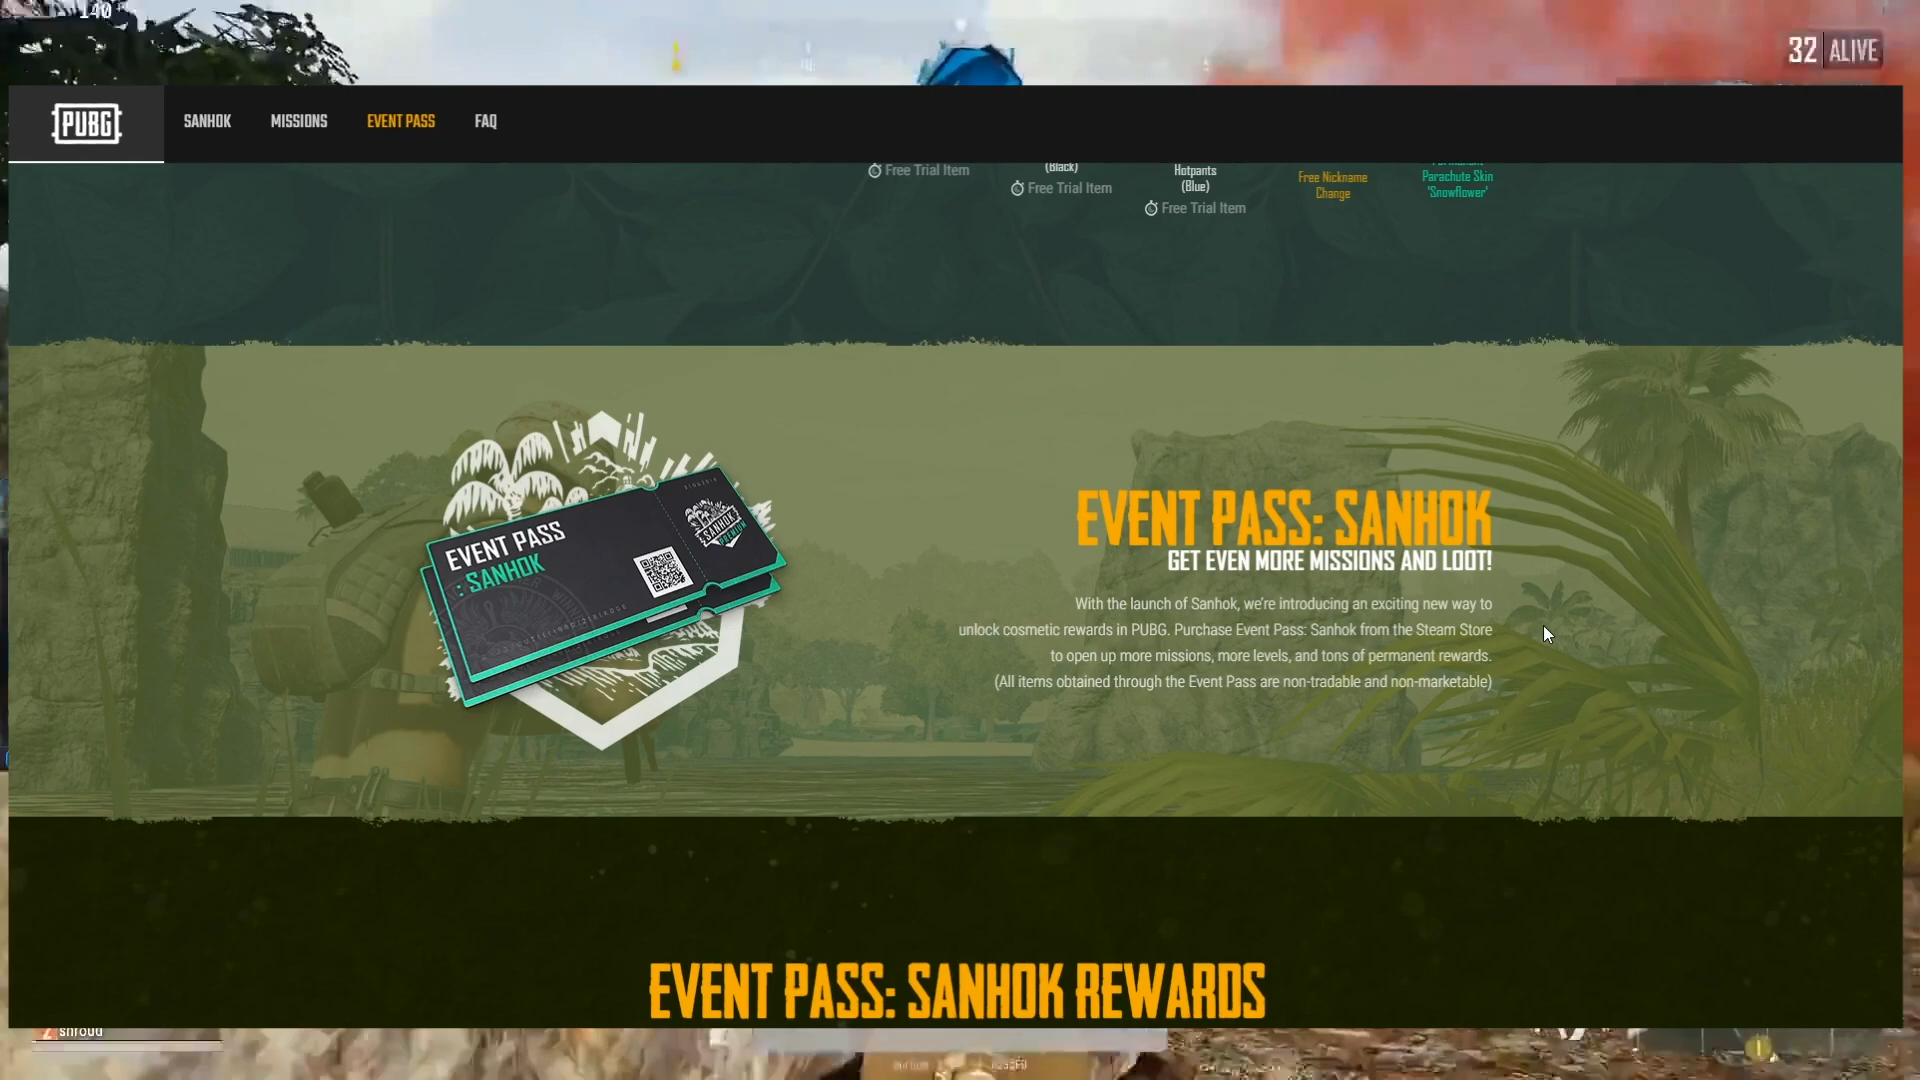 140
32 ALIVE
PUBG
SANHOK
MISSIONS
EVENT PASS
FAQ
Free Trial Item
(Black)
Free Trial Item
Hotpants
(Blue)
Free Trial Item
Free Nickname
Change
Parachute Skin
'Snowflower'
EVENT PASS
: SANHOK
SANHOK
PREMIUM
EVENT PASS: SANHOK
GET EVEN MORE MISSIONS AND LOOT!
With the launch of Sanhok, we're introducing an exciting new way to
unlock cosmetic rewards in PUBG. Purchase Event Pass: Sanhok from the Steam Store
to open up more missions, more levels, and tons of permanent rewards.
(All items obtained through the Event Pass are non-tradable and non-marketable)
EVENT PASS: SANHOK REWARDS
2 shroud